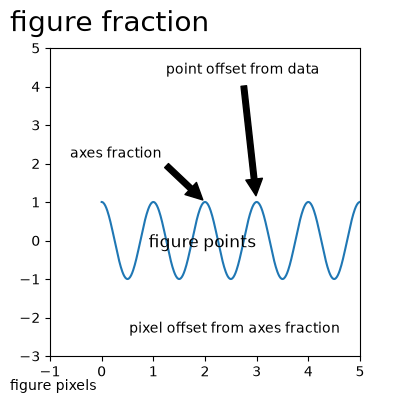 figure fraction
5
point offset from data
4
3
axes fraction
2
1
figure points
0
−1
−2
pixel offset from axes fraction
−3
−1 0 1 2 3 4 5
figure pixels